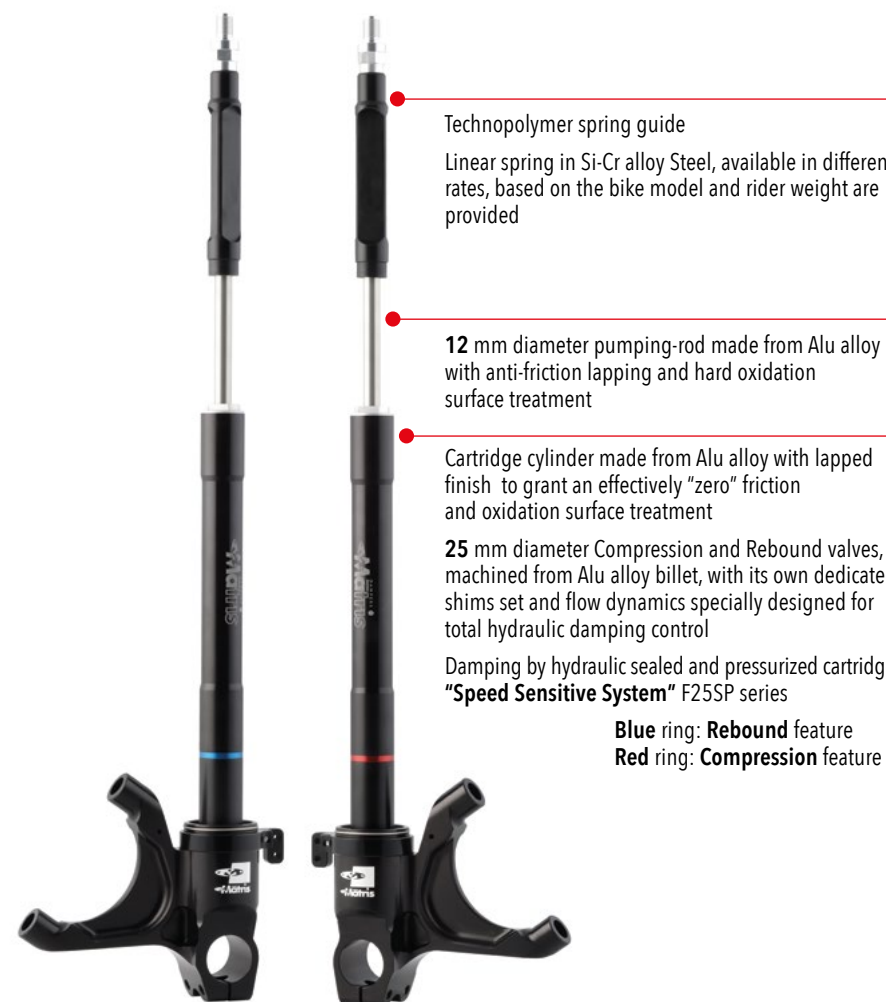 Technopolymer spring guide
Linear spring in Si-Cr alloy Steel, available in differen
rates, based on the bike model and rider weight are
provided
12 mm diameter pumping-rod made from Alu alloy
with anti-friction lapping and hard oxidation
surface treatment
Cartridge cylinder made from Alu alloy with lapped
finish to grant an effectively “zero” friction
and oxidation surface treatment
25 mm diameter Compression and Rebound valves,
machined from Alu alloy billet, with its own dedicate
shims set and flow dynamics specially designed for
total hydraulic damping control
Damping by hydraulic sealed and pressurized cartridg
“Speed Sensitive System” F25SP series
Blue ring: Rebound feature
Red ring: Compression feature
Matris
Matris
Matris
Matris